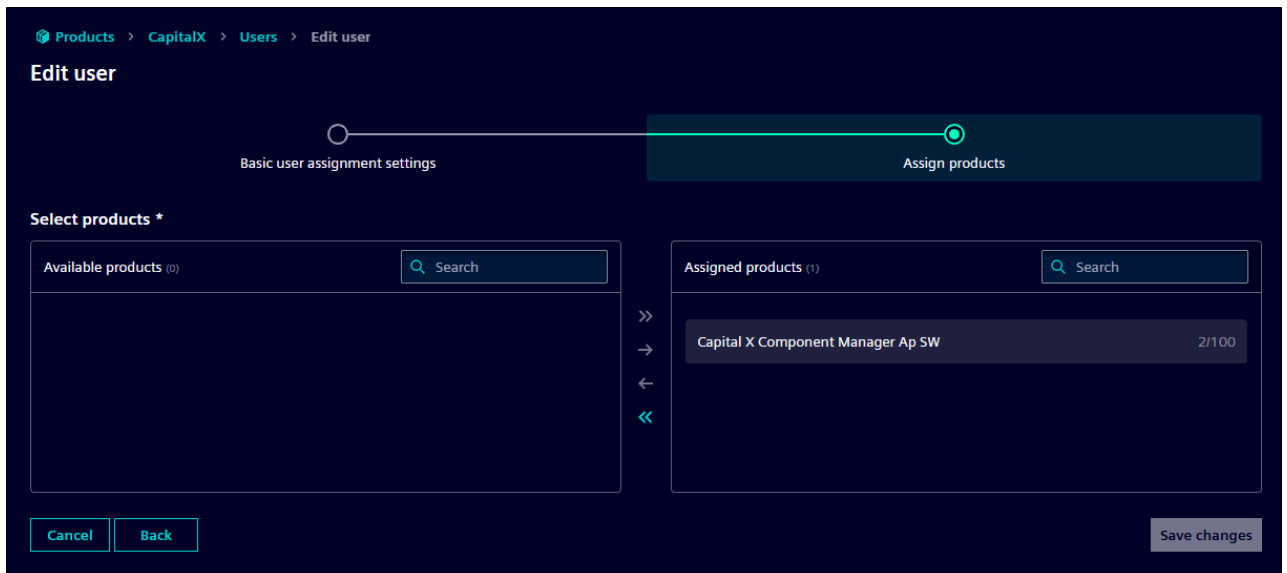 Products > CapitalX > Users > Edit user
Edit user
Basic user assignment settings
Assign products
Select products *
Available products (0)
Search
Assigned products (1)
Search
Capital X Component Manager Ap SW 2/100
Cancel
Back
Save changes